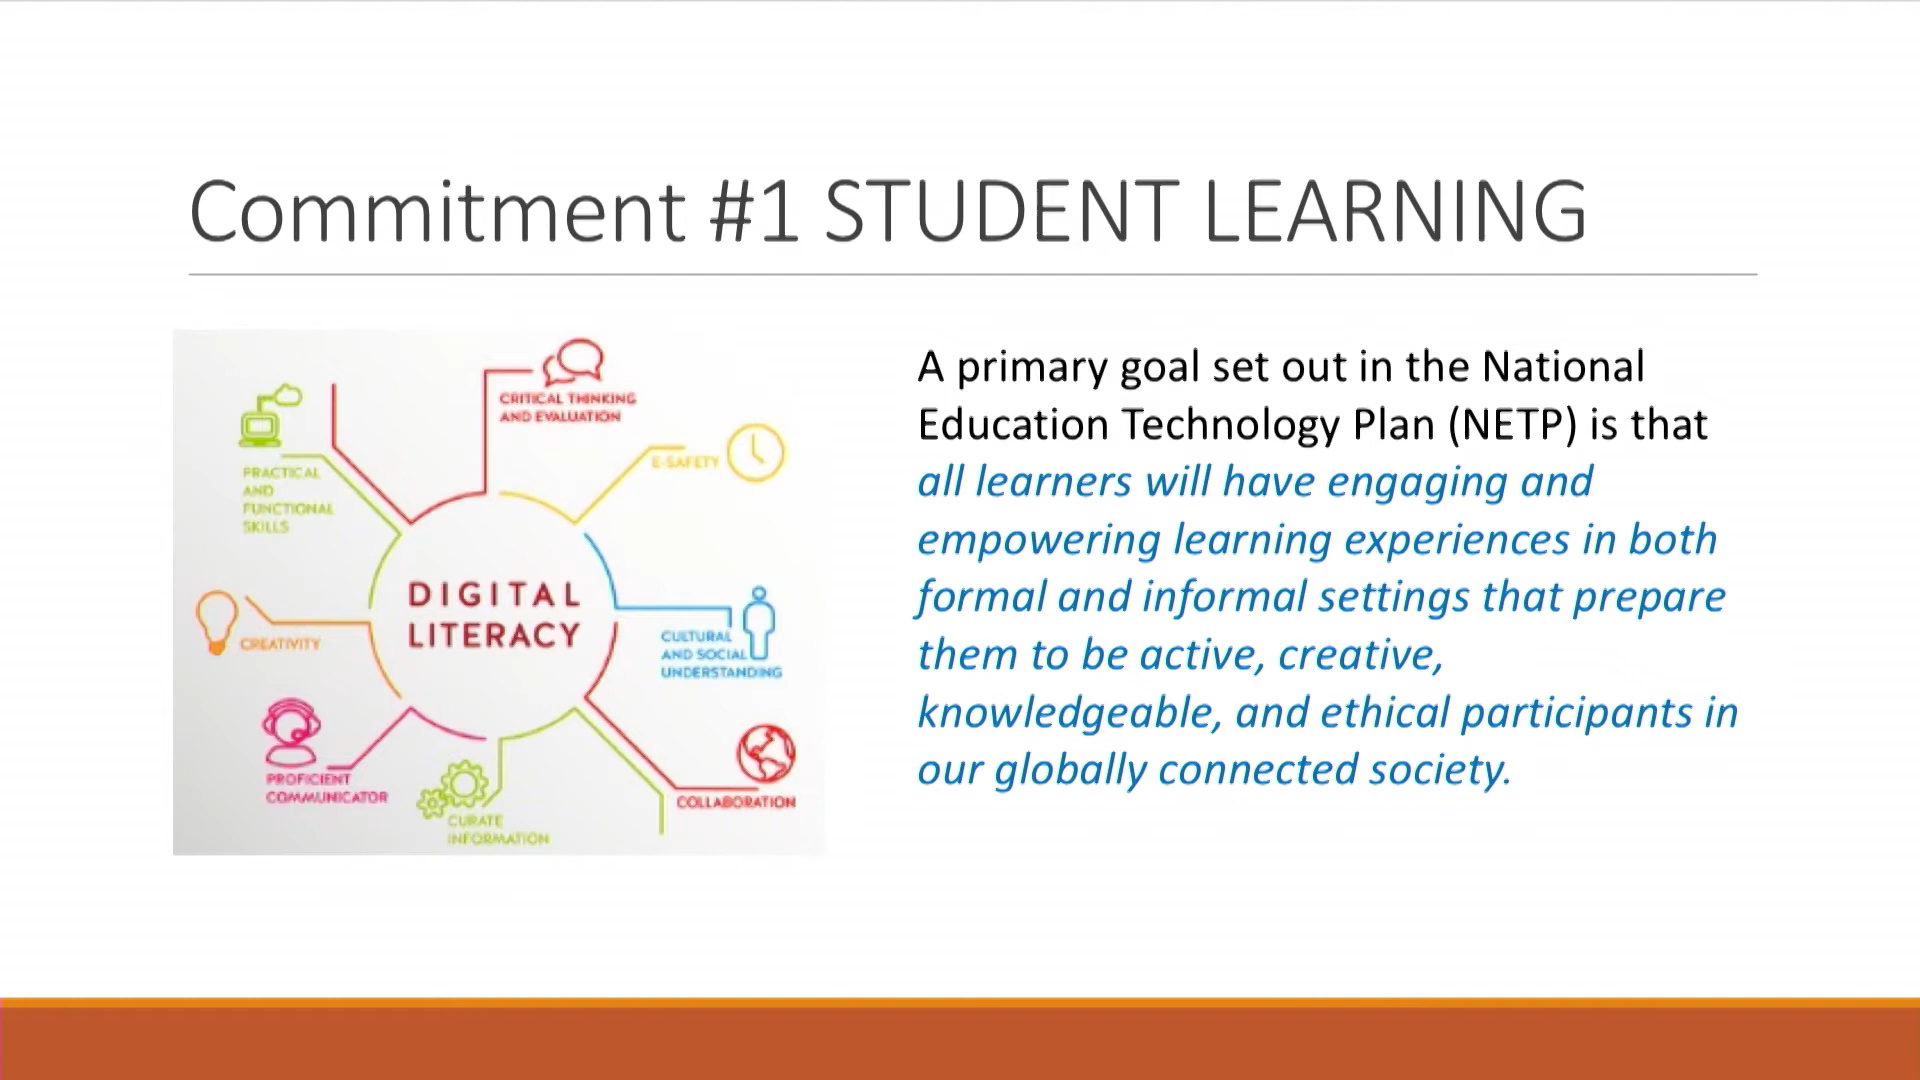 Commitment #1 STUDENT LEARNING
CRITICAL THINKING
AND EVALUATION
E-SAFETY
PRACTICAL
AND
FUNCTIONAL
SKILLS
DIGITAL
LITERACY
CULTURAL
AND SOCIAL
UNDERSTANDING
CREATIVITY
PROFICIENT
COMMUNICATOR
CURATE
INFORMATION
COLLABORATION
A primary goal set out in the National
Education Technology Plan (NETP) is that
all learners will have engaging and
empowering learning experiences in both
formal and informal settings that prepare
them to be active, creative,
knowledgeable, and ethical participants in
our globally connected society.